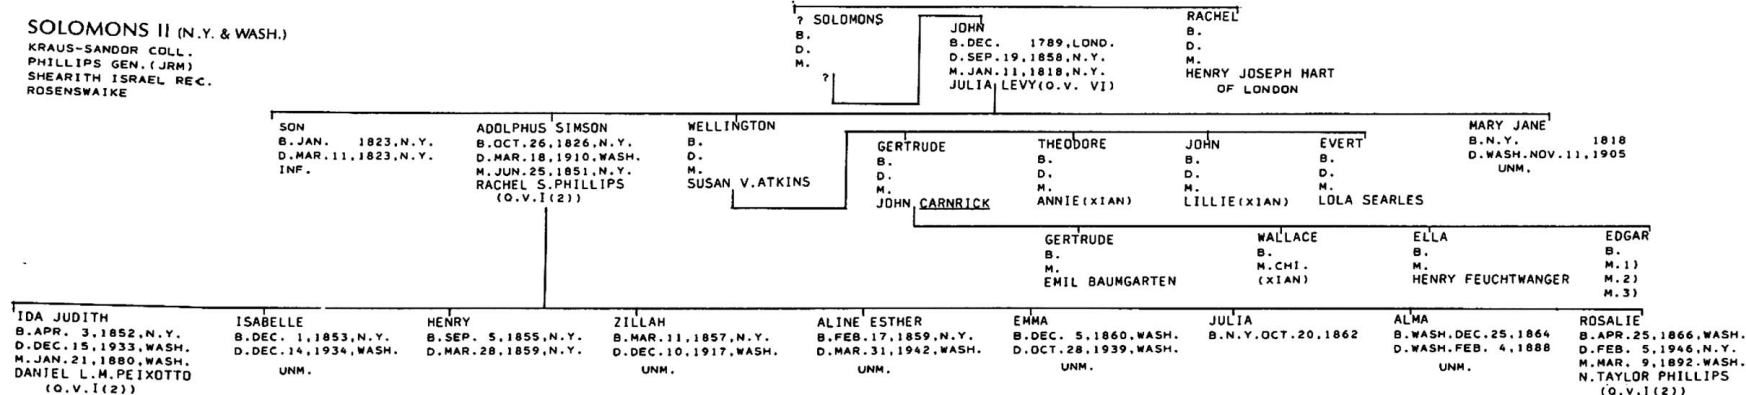 SOLOMONS II (N.Y. & WASH.)
KRAUS-SANDOR COLL.
PHILLIPS GEN.(JRM)
SHEARITH ISRAEL REC.
ROSENSWAIKE
? SOLOMONS
B.
D.
M.
?
JOHN
B.DEC. 1789,LOND.
D.SEP.19,1858,N.Y.
M.JAN.11,1818,N.Y.
JULIA LEVY(Q.V. VI)
RACHEL
B.
D.
M.
HENRY JOSEPH HART
OF LONDON
SON
B.JAN. 1823,N.Y.
D.MAR.11,1823,N.Y.
INF.
ADOLPHUS SIMSON
B.OCT.26,1826,N.Y.
D.MAR.18,1910,WASH.
M.JUN.25,1851,N.Y.
RACHEL S.PHILLIPS
(Q.V.I(2))
WELLINGTON
B.
D.
M.
SUSAN V.ATKINS
GERTRUDE
B.
D.
M.
JOHN CARNRICK
THEODORE
B.
D.
M.
ANNIE(XIAN)
JOHN
B.
D.
M.
LILLIE(XIAN)
EVERT
B.
D.
M.
LOLA SEARLES
MARY JANE
B.N.Y. 1818
D.WASH.NOV.11,1905
UNM.
GERTRUDE
B.
M.
EMIL BAUMGARTEN
WALLACE
B.
M.CHI.
(XIAN)
ELLA
B.
M.
HENRY FEUCHTWANGER
EDGAR
B.
M.1)
M.2)
M.3)
IDA JUDITH
B.APR. 3,1852,N.Y.
D.DEC.15,1933,WASH.
M.JAN.21,1880,WASH.
DANIEL L.M.PEIXOTTO
(Q.V.I(2))
ISABELLE
B.DEC. 1,1853,N.Y.
D.DEC.14,1934,WASH.
UNM.
HENRY
B.SEP. 5,1855,N.Y.
D.MAR.28,1859,N.Y.
ZILLAH
B.MAR.11,1857,N.Y.
D.DEC.10,1917,WASH.
UNM.
ALINE ESTHER
B.FEB.17,1859,N.Y.
D.MAR.31,1942,WASH.
UNM.
EMMA
B.DEC. 5,1860,WASH.
D.OCT.28,1939,WASH.
UNM.
JULIA
B.N.Y.OCT.20,1862
ALMA
B.WASH.DEC.25,1864
D.WASH.FEB. 4,1888
UNM.
ROSALIE
B.APR.25,1866,WASH.
D.FEB. 5,1946,N.Y.
M.MAR. 9,1892.WASH.
N.TAYLOR PHILLIPS
(Q.V.I(2))